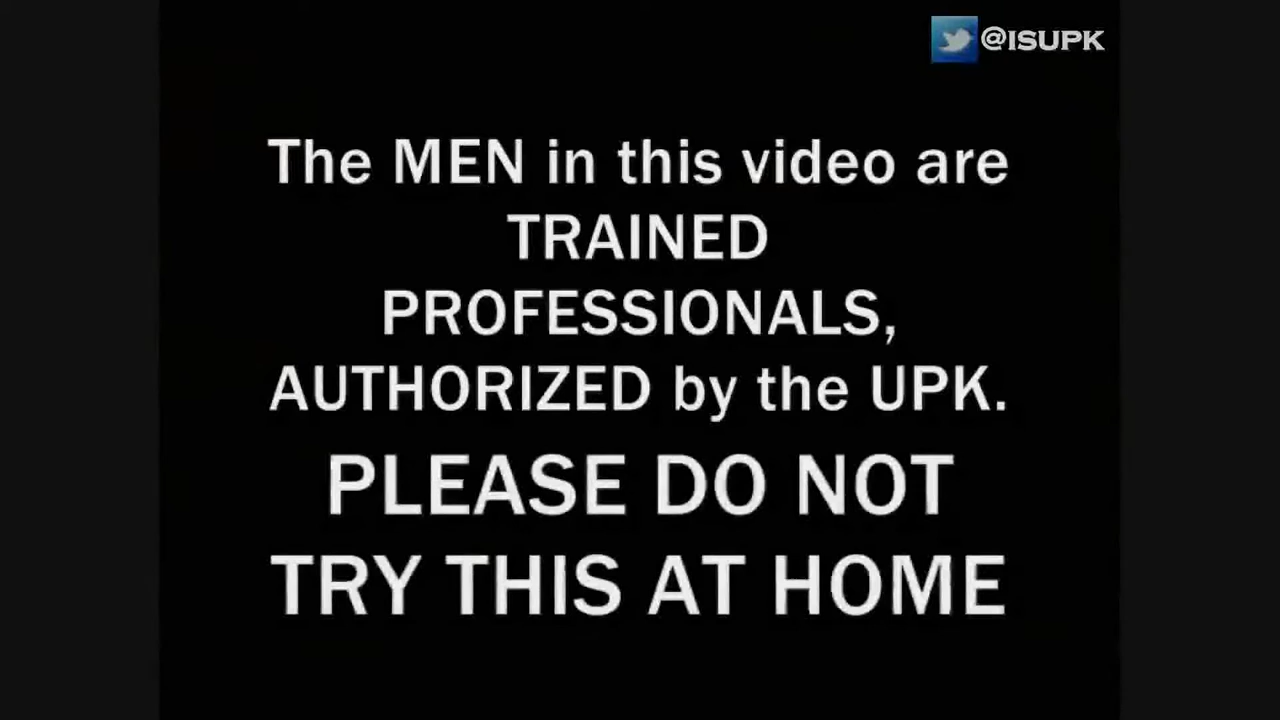 @ISUPK
The MEN in this video are
TRAINED
PROFESSIONALS,
AUTHORIZED by the UPK.
PLEASE DO NOT
TRY THIS AT HOME